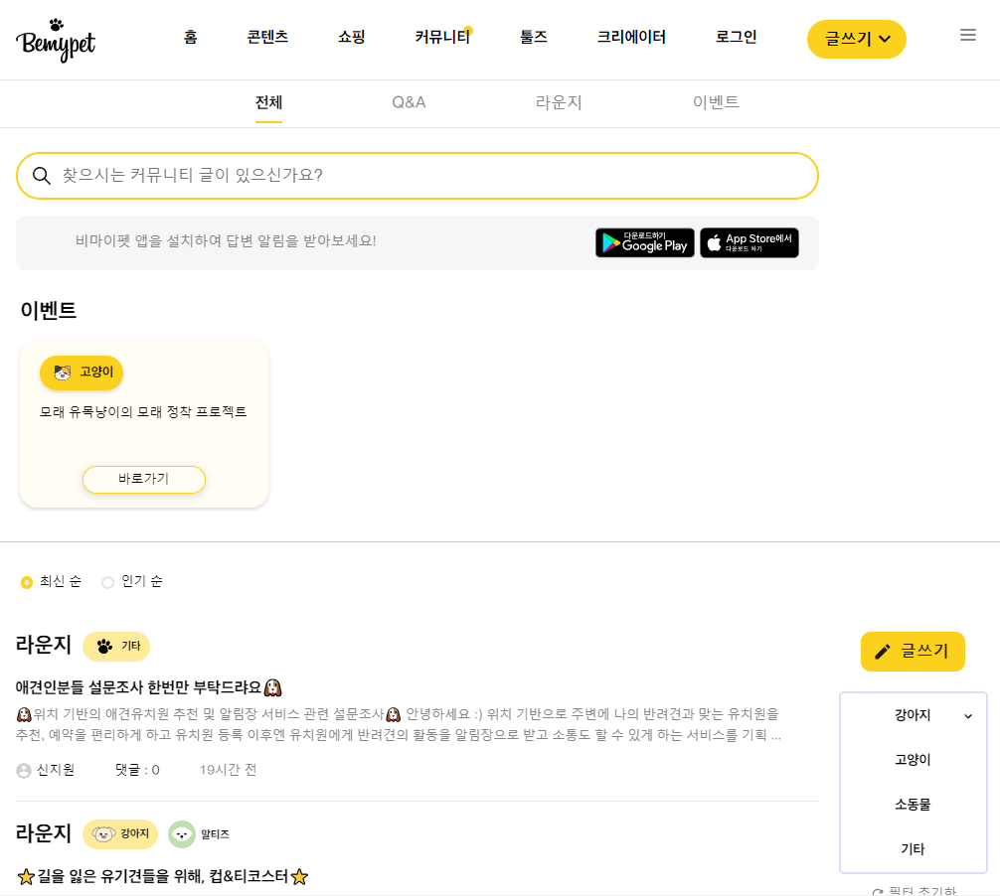 Bemypet
홈 콘텐츠 쇼핑 커뮤니티 툴즈 크리에이터 로그인 글쓰기
전체 Q&A 라운지 이벤트
찾으시는 커뮤니티 글이 있으신가요?
비마이펫 앱을 설치하여 답변 알림을 받아보세요!
다운로드하기
Google Play
App Store에서
다운로드 하기
이벤트
고양이
모래 유목냥이의 모래 정착 프로젝트
바로가기
최신 순 인기 순
라운지 기타
애견인분들 설문조사 한번만 부탁드랴요🐶
🐶위치 기반의 애견유치원 추천 및 알림장 서비스 관련 설문조사🐶 안녕하세요 :) 위치 기반으로 주변에 나의 반려견과 맞는 유치원을
추천, 예약을 편리하게 하고 유치원 등록 이후엔 유치원에게 반려견의 활동을 알림장으로 받고 소통도 할 수 있게 하는 서비스를 기획 ...
신지원 댓글 : 0 19시간 전
라운지 강아지 말티즈
⭐길을 잃은 유기견들을 위해, 컵&티코스터⭐
글쓰기
강아지
고양이
소동물
기타
필터 초기화